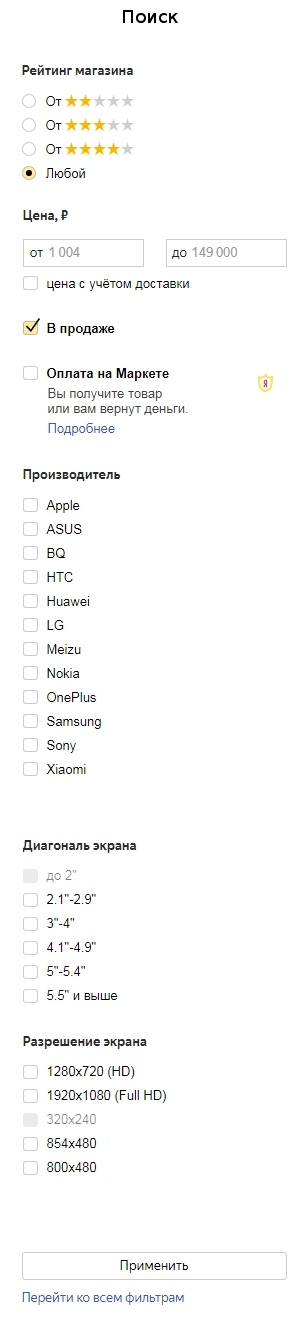 Поиск
Рейтинг магазина
От
От
От
Любой
Цена, ₽
от 1 004 до 149 000
цена с учётом доставки
В продаже
Оплата на Маркете
Я
Вы получите товар
или вам вернут деньги.
Подробнее
Производитель
Apple
ASUS
BQ
HTC
Huawei
LG
Meizu
Nokia
OnePlus
Samsung
Sony
Xiaomi
Диагональ экрана
до 2"
2.1"-2.9"
3"-4"
4.1"-4.9"
5"-5.4"
5.5" и выше
Разрешение экрана
1280x720 (HD)
1920x1080 (Full HD)
320x240
854x480
800x480
Применить
Перейти ко всем фильтрам